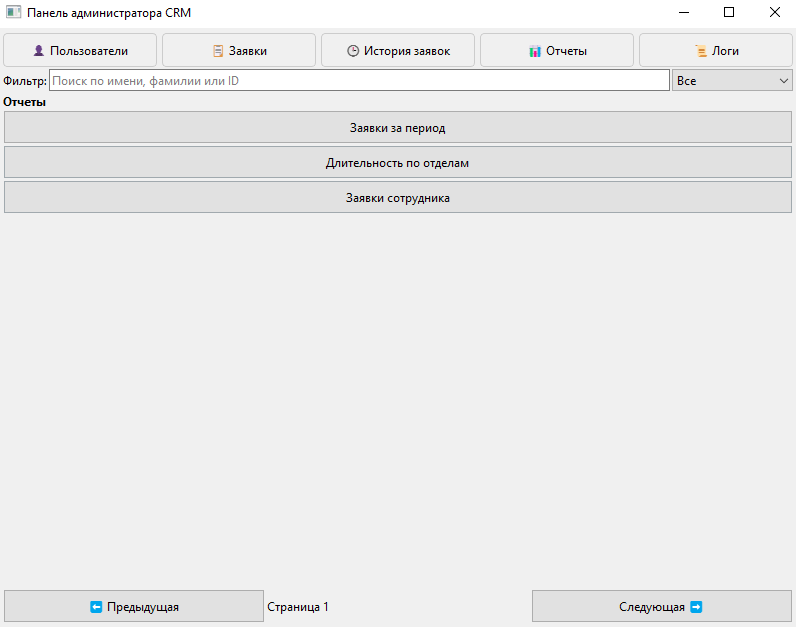 Панель администратора CRM
Пользователи
Заявки
История заявок
Отчеты
Логи
Фильтр: Поиск по имени, фамилии или ID Все
Отчеты
Заявки за период
Длительность по отделам
Заявки сотрудника
Предыдущая Страница 1 Следующая